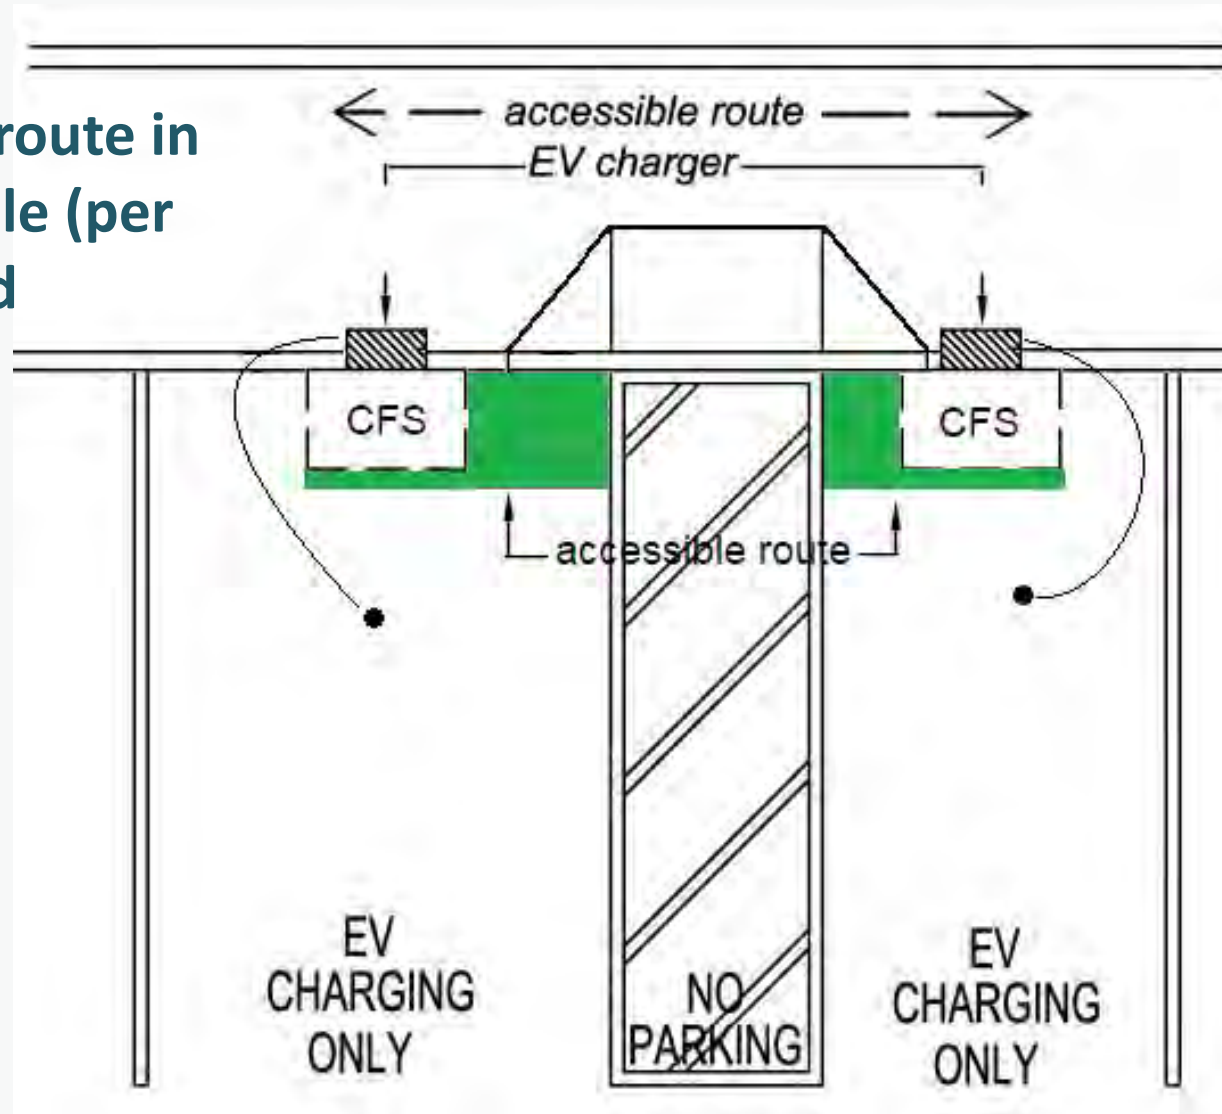 accessible route
route in
EV charger
le (per
d
CFS
CFS
accessible route
EV
CHARGING
ONLY
NO
PARKING
EV
CHARGING
ONLY